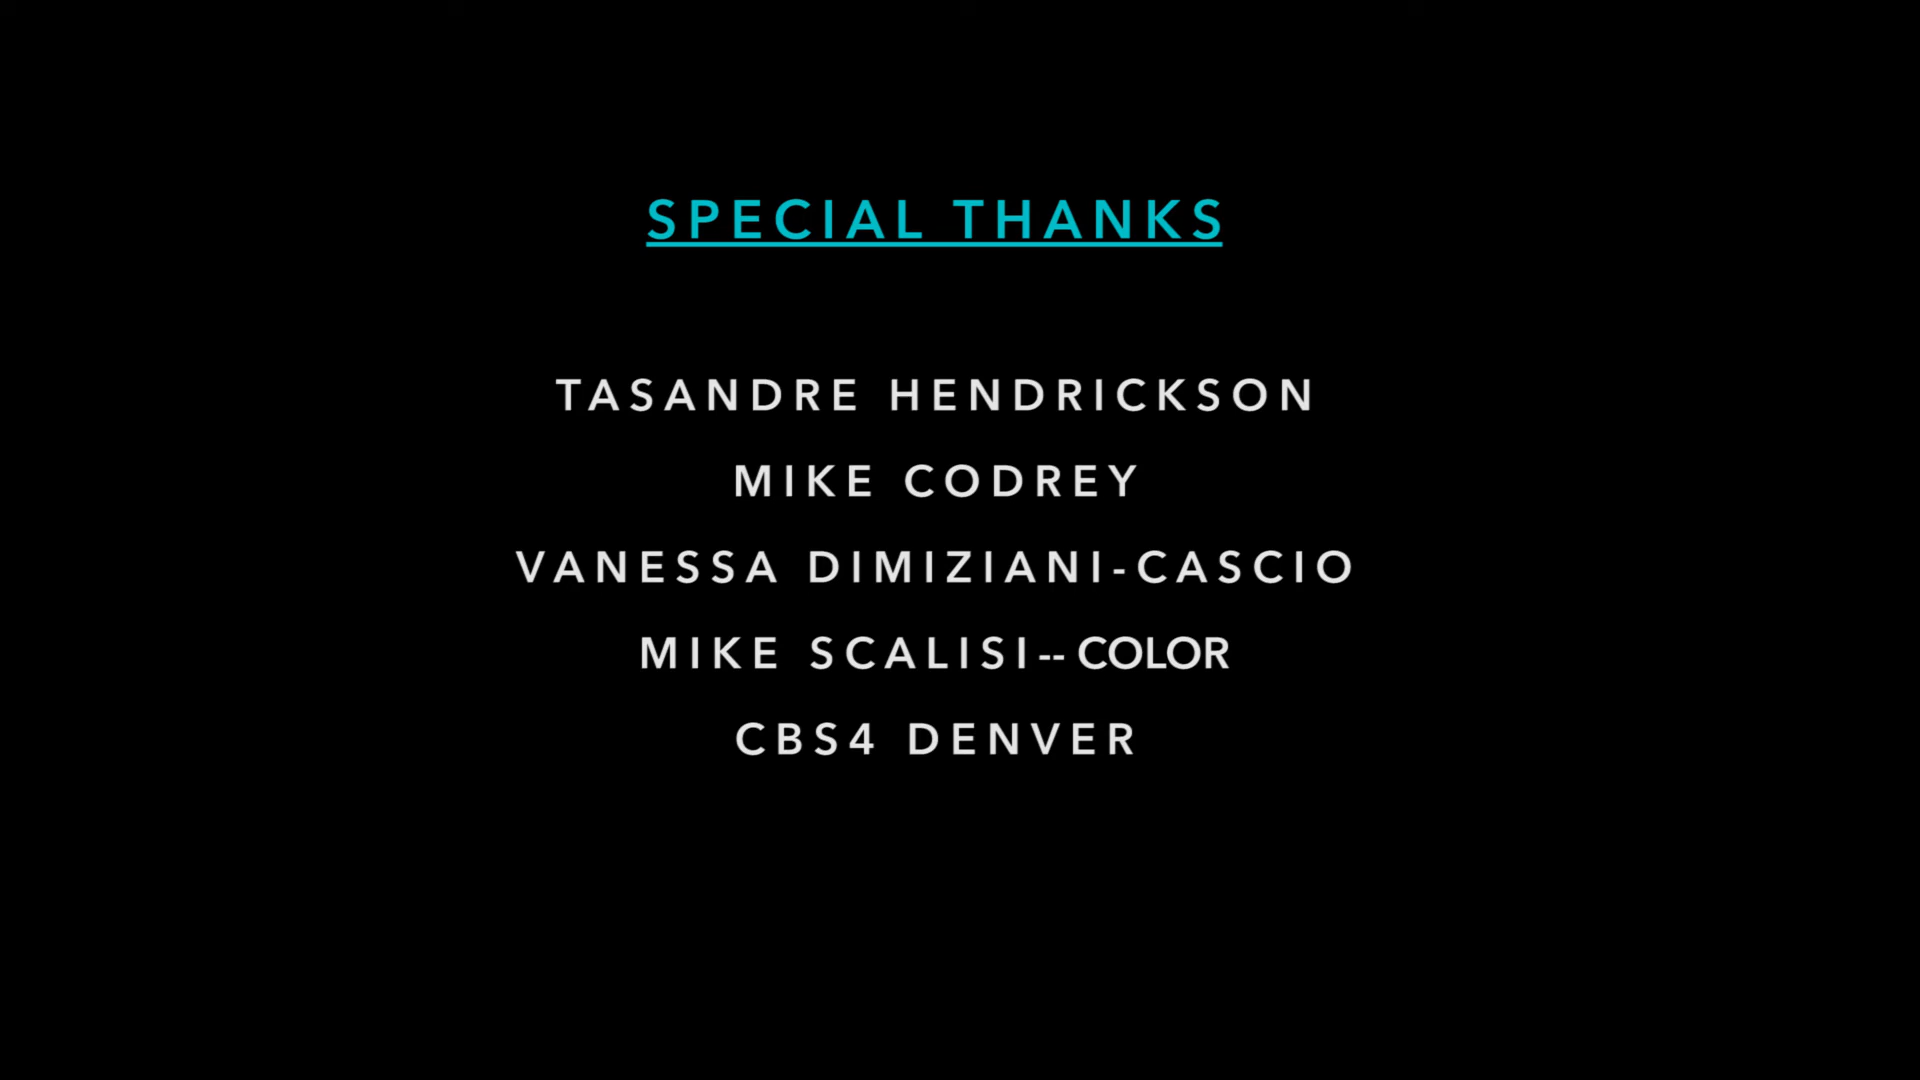 SPECIAL THANKS
TASANDRE HENDRICKSON
MIKE CODREY
VANESSA DIMIZIANI-CASCIO
MIKE SCALISI-- COLOR
CBS4 DENVER